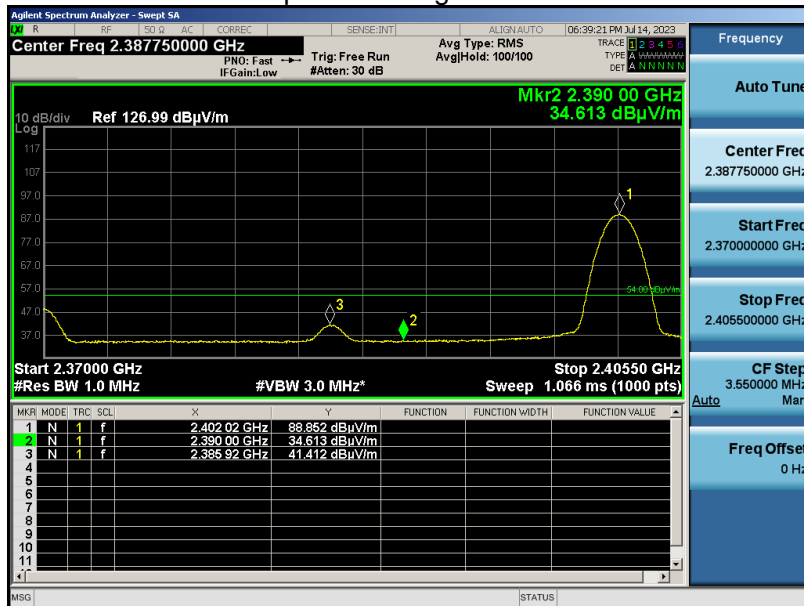 Agilent Spectrum Analyzer - Swept SA
LXI R RF 50 Ω AC CORREC SENSE:INT ALIGN AUTO 06:39:21 PM Jul 14, 2023
Center Freq 2.387750000 GHz
PNO: Fast
IFGain:Low
Trig: Free Run
#Atten: 30 dB
Avg Type: RMS
Avg|Hold: 100/100
TRACE 1 2 3 4 5 6
TYPE A WWWWW
DET A N N N N N
Mkr2 2.390 00 GHz
34.613 dBµV/m
10 dB/div Ref 126.99 dBµV/m
Log
117
107
97.0
87.0
77.0
67.0
57.0
47.0
37.0
1
2
3
54.00 dBµV/m
Start 2.37000 GHz Stop 2.40550 GHz
#Res BW 1.0 MHz #VBW 3.0 MHz* Sweep 1.066 ms (1000 pts)
MKR MODE TRC SCL X Y FUNCTION FUNCTION WIDTH FUNCTION VALUE
1 N 1 f 2.402 02 GHz 88.852 dBµV/m
2 N 1 f 2.390 00 GHz 34.613 dBµV/m
3 N 1 f 2.385 92 GHz 41.412 dBµV/m
4
5
6
7
8
9
10
11
MSG STATUS
Frequency
Auto Tune
Center Freq
2.387750000 GHz
Start Freq
2.370000000 GHz
Stop Freq
2.405500000 GHz
CF Step
3.550000 MHz
Auto Man
Freq Offset
0 Hz